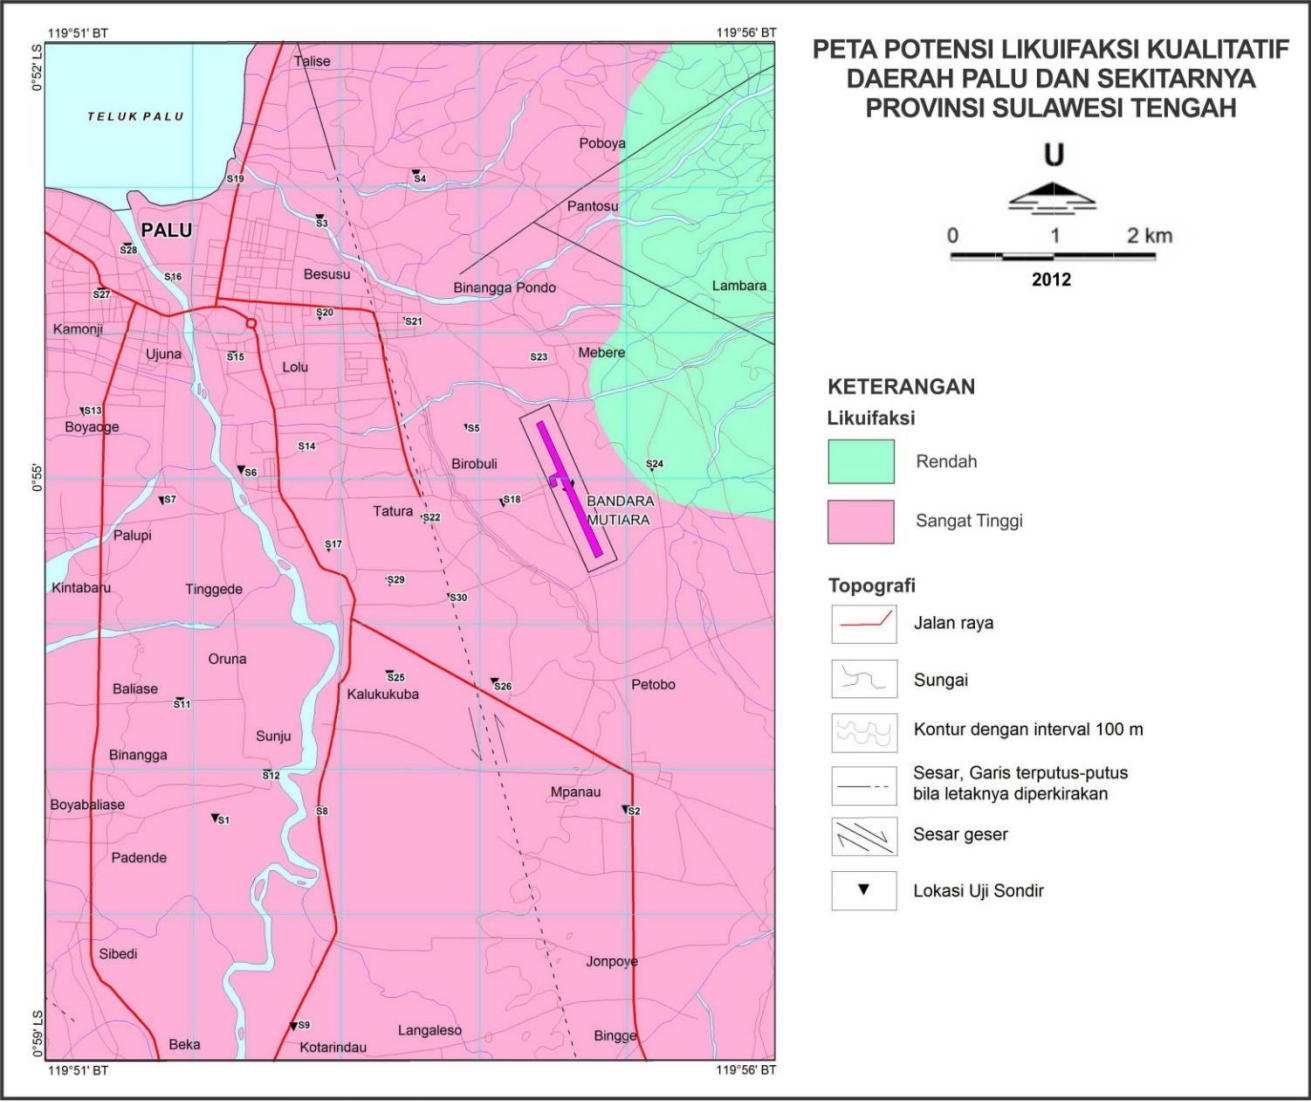 119°51' BT
119°56' BT
0°52' LS
Talise
TELUK PALU
Poboya
S19
S4
Pantosu
S3
PALU
S28
S16
Besusu
Binangga Pondo
Lambara
S27
S20
S21
Kamonji
Ujuna
S15
Lolu
S23
Mebere
S13
Boyaoge
S5
S14
Birobuli
S24
S6
0°55'
S7
S18
BANDARA
MUTIARA
Tatura
S22
Palupi
S17
Kintabaru
Tinggede
S29
S30
Oruna
Baliase
S25
S26
Petobo
Kalukukuba
S11
Sunju
Binangga
S12
Mpanau
Boyabaliase
S1
S8
S2
Padende
Sibedi
Jonpoye
S9
Langaleso
Bingge
Beka
Kotarindau
0°59' LS
119°51' BT
119°56' BT
PETA POTENSI LIKUIFAKSI KUALITATIF
DAERAH PALU DAN SEKITARNYA
PROVINSI SULAWESI TENGAH
U
0 1 2 km
2012
KETERANGAN
Likuifaksi
Rendah
Sangat Tinggi
Topografi
Jalan raya
Sungai
Kontur dengan interval 100 m
Sesar, Garis terputus-putus
bila letaknya diperkirakan
Sesar geser
Lokasi Uji Sondir